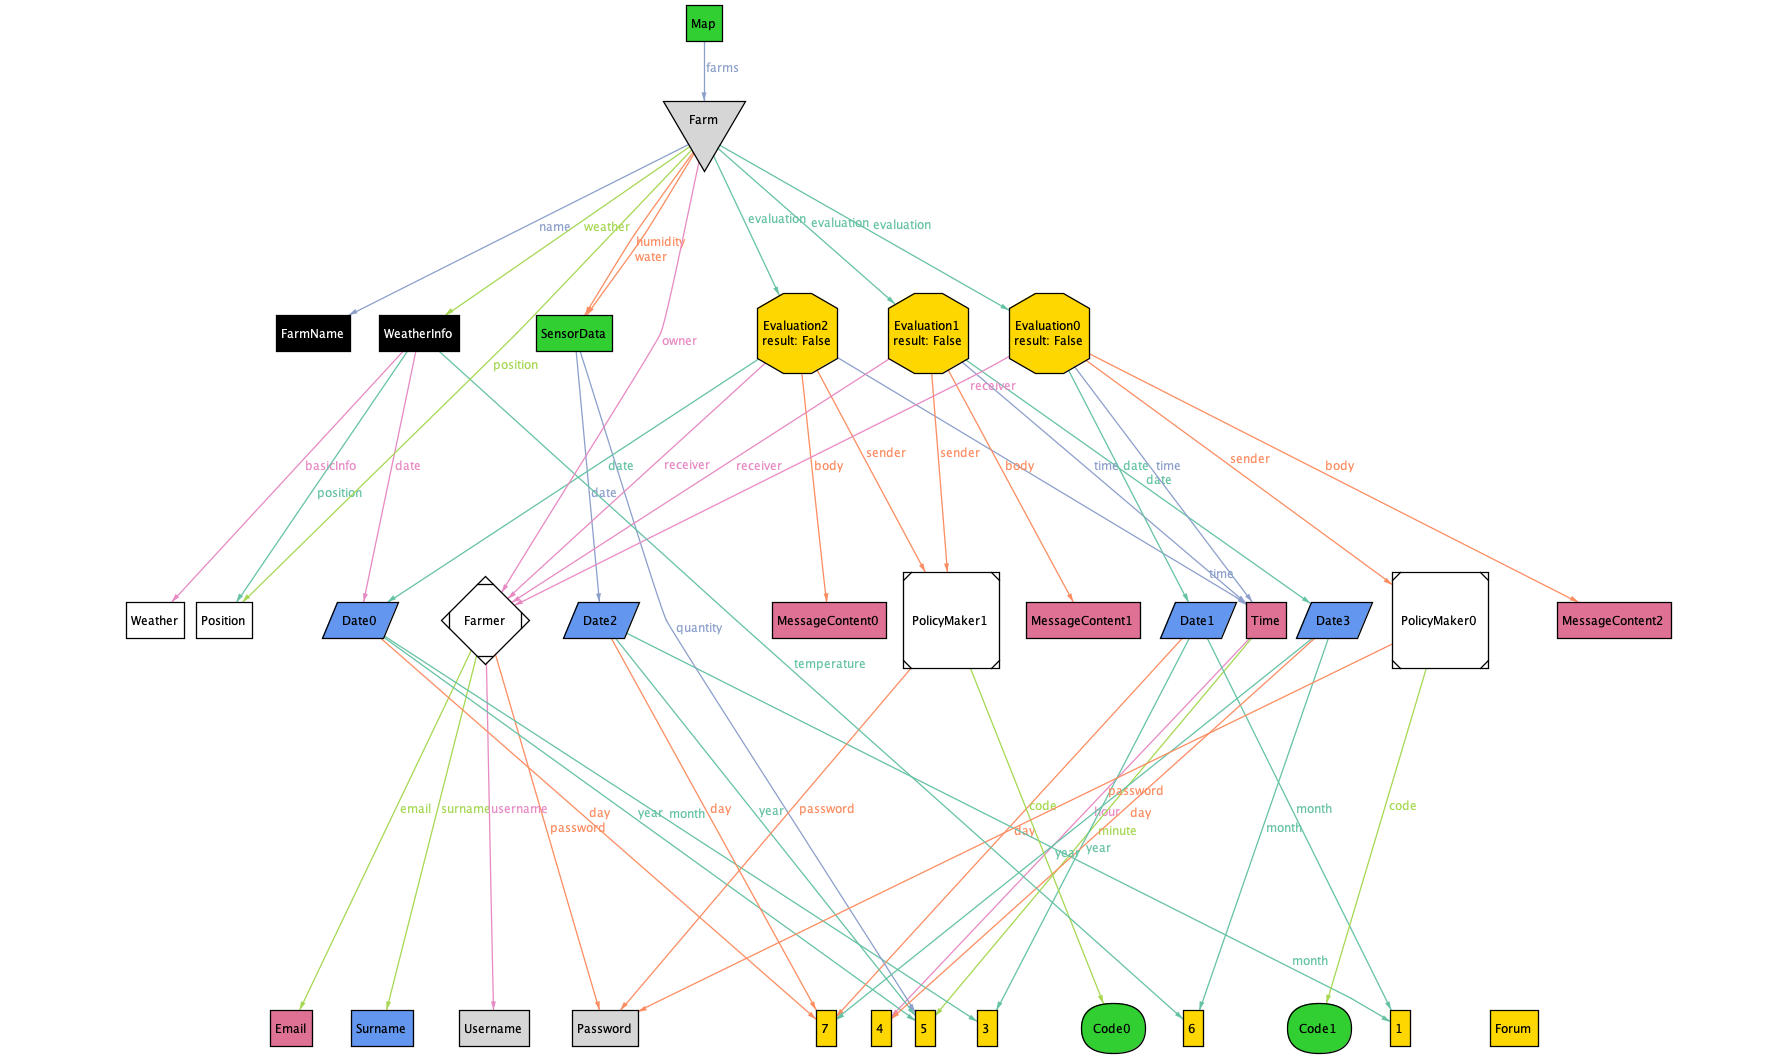 Map
farms
Farm
evaluation
evaluation
evaluation
name
weather
humidity
water
Evaluation2
result: False
Evaluation1
result: False
Evaluation0
result: False
FarmName
WeatherInfo
SensorData
owner
position
receiver
sender
sender
sender
basicInfo
date
date
receiver
receiver
body
body
time
date
time
body
date
position
date
time
Weather
Position
Date0
Farmer
Date2
MessageContent0
PolicyMaker1
MessageContent1
Date1
Time
Date3
PolicyMaker0
MessageContent2
quantity
temperature
password
email
surname
username
day
year
month
day
year
password
code
hour
day
month
code
password
day
minute
month
year
year
month
Email
Surname
Username
Password
7
4
5
3
Code0
6
Code1
1
Forum